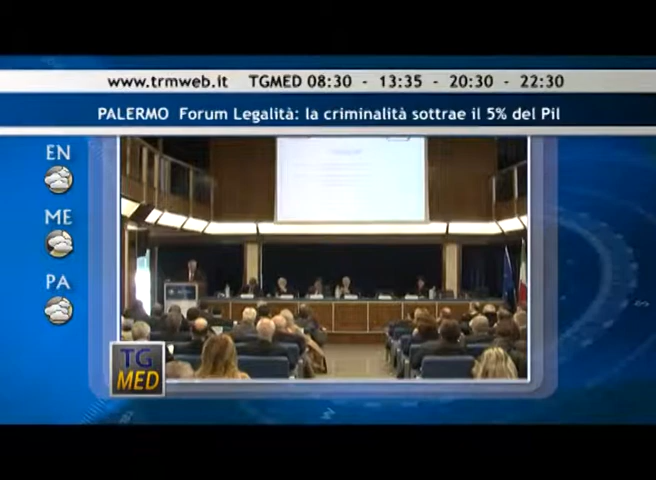 www.trmweb.it TGMED 08:30 - 13:35 - 20:30 - 22:30
PALERMO Forum Legalità: la criminalità sottrae il 5% del Pil
EN
ME
PA
TG
MED